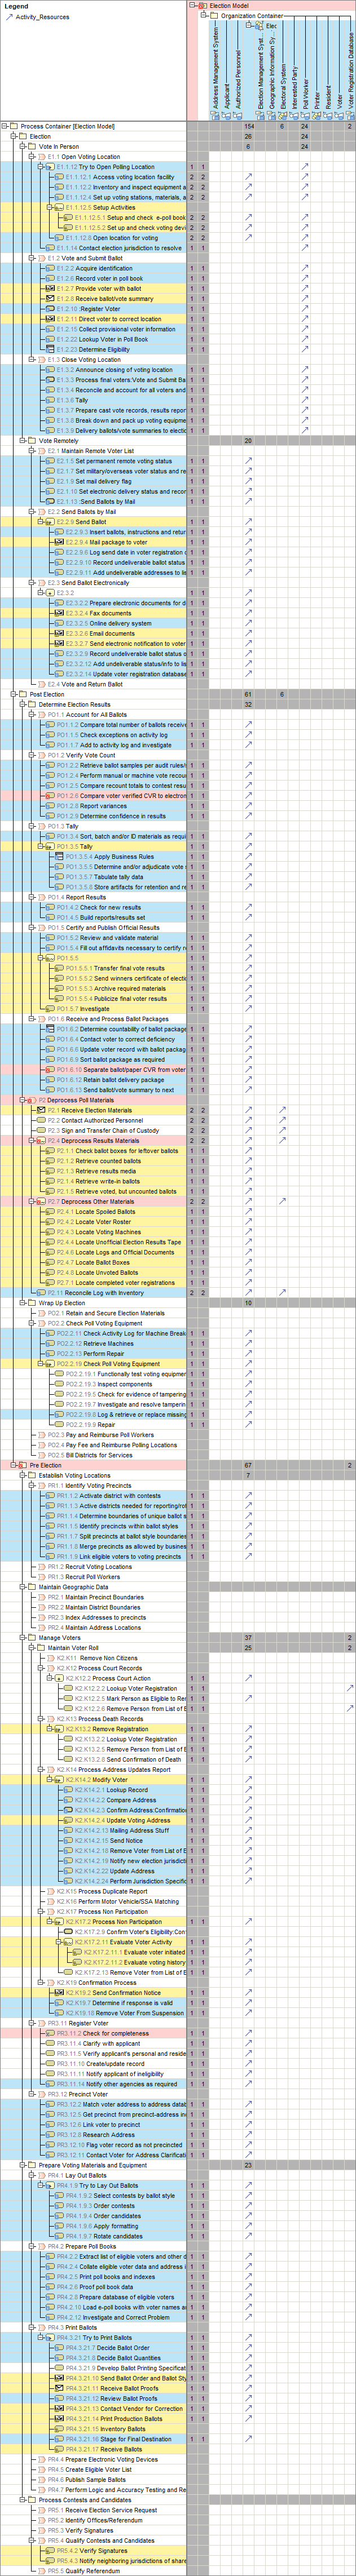 Legend
Activity_Resources
Election Model
Organization Container
Elec
Address Management System
Applicant
Authorized Personnel
Election Management Syst...
Geographic Information Sy...
Electoral System
Interested Party
Poll Worker
Printer
Resident
Voter
Voter Registration Database
Process Container [Election Model] 154 6 24 2
Election 26 24
Vote In Person 6 24
E1.1 Open Voting Location
E1.1.12 Try to Open Polling Location 1 1
E1.1.12.1 Access voting location facility 2 2
E1.1.12.2 Inventory and inspect equipment a 2 2
E1.1.12.4 Set up voting stations, materials, a 2 2
E1.1.12.5 Setup Activities
E1.1.12.5.1 Setup and check e-poll book 2 2
E1.1.12.5.2 Set up and check voting devi 2 2
E1.1.12.8 Open location for voting 2 2
E1.1.14 Contact election jurisdiction to resolve 1 1
E1.2 Vote and Submit Ballot
E1.2.2 Acquire identification 1 1
E1.2.6 Record voter in poll book 1 1
E1.2.7 Provide voter with ballot 1 1
E1.2.8 Receive ballot/vote summary 1 1
E1.2.10 :Register Voter 1 1
E1.2.11 Direct voter to correct location 1 1
E1.2.15 Collect provisional voter information 1 1
E1.2.22 Lookup Voter in Poll Book 1 1
E1.2.23 Determine Eligibility 1 1
E1.3 Close Voting Location
E1.3.2 Announce closing of voting location 1 1
E1.3.3 Process final voters:Vote and Submit Ba 1 1
E1.3.4 Reconcile and account for all voters and 1 1
E1.3.6 Tally 1 1
E1.3.7 Prepare cast vote records, results repor 1 1
E1.3.8 Break down and pack up voting equipm 1 1
E1.3.9 Delivery ballots/vote summaries to electic 1 1
Vote Remotely 20
E2.1 Maintain Remote Voter List
E2.1.5 Set permanent remote voting status 1 1
E2.1.7 Set military/overseas voter status and re 1 1
E2.1.9 Set mail delivery flag 1 1
E2.1.10 Set electronic delivery status and recor 1 1
E2.1.13 :Send Ballots by Mail 1 1
E2.2 Send Ballots by Mail
E2.2.9 Send Ballot 1 1
E2.2.9.3 Insert ballots, instructions and retur 1 1
E2.2.9.4 Mail package to voter 1 1
E2.2.9.6 Log send date in voter registration c 1 1
E2.2.9.10 Record undeliverable ballot status 1 1
E2.2.9.11 Add undeliverable addresses to lis 1 1
E2.3 Send Ballot Electronically
E2.3.2 1 1
E2.3.2.2 Prepare electronic documents for d 1 1
E2.3.2.4 Fax documents 1 1
E2.3.2.5 Online delivery system 1 1
E2.3.2.6 Email documents 1 1
E2.3.2.7 Send electronic notification to voter 1 1
E2.3.2.9 Record undeliverable ballot status o 1 1
E2.3.2.12 Add undeliverable status/info to lis 1 1
E2.3.2.14 Update voter registration database 1 1
E2.4 Vote and Return Ballot
Post Election 61 6
Determine Election Results 32
PO1.1 Account for All Ballots
PO1.1.2 Compare total number of ballots receive 1 1
PO1.1.5 Check exceptions on activity log 1 1
PO1.1.7 Add to activity log and investigate 1 1
PO1.2 Verify Vote Count
PO1.2.2 Retrieve ballot samples per audit rules/ 1 1
PO1.2.4 Perform manual or machine vote recou 1 1
PO1.2.5 Compare recount totals to contest resu 1 1
PO1.2.6 Compare voter verified CVR to electron 1 1
PO1.2.8 Report variances 1 1
PO1.2.9 Determine confidence in results 1 1
PO1.3 Tally
PO1.3.4 Sort, batch and/or ID materials as requi 1 1
PO1.3.5 Tally 1 1
PO1.3.5.4 Apply Business Rules 1 1
PO1.3.5.5 Determine and/or adjudicate vote d 1 1
PO1.3.5.7 Tabulate tally data 1 1
PO1.3.5.8 Store artifacts for retention and re 1 1
PO1.4 Report Results
PO1.4.2 Check for new results 1 1
PO1.4.5 Build reports/results set 1 1
PO1.5 Certify and Publish Official Results
PO1.5.2 Review and validate material 1 1
PO1.5.4 Fill out affidavits necessary to certify r 1 1
PO1.5.5 1 1
PO1.5.5.1 Transfer final vote results 1 1
PO1.5.5.2 Send winners certificate of electio 1 1
PO1.5.5.3 Archive required materials 1 1
PO1.5.5.4 Publicize final voter results 1 1
PO1.5.7 Investigate 1 1
PO1.6 Receive and Process Ballot Packages
PO1.6.2 Determine countability of ballot package 1 1
PO1.6.4 Contact voter to correct deficiency 1 1
PO1.6.6 Update voter record with ballot packag 1 1
PO1.6.9 Sort ballot package as required 1 1
PO1.6.10 Separate ballot/paper CVR from voter 1 1
PO1.6.12 Retain ballot delivery package 1 1
PO1.6.13 Send ballot/vote summary to next 1 1
P2 Deprocess Poll Materials
P2.1 Receive Election Materials 2 2
P2.2 Contact Authorized Personnel 2 2
P2.3 Sign and Transfer Chain of Custody 2 2
P2.4 Deprocess Results Materials 2 2
P2.1.1 Check ballot boxes for leftover ballots 1 1
P2.1.2 Retrieve counted ballots 1 1
P2.1.3 Retrieve results media 1 1
P2.1.4 Retrieve write-in ballots 1 1
P2.1.5 Retrieve voted, but uncounted ballots 1 1
P2.7 Deprocess Other Materials 2 2
P2.4.1 Locate Spoiled Ballots 1 1
P2.4.2 Locate Voter Roster 1 1
P2.4.3 Locate Voting Machines 1 1
P2.4.4 Locate Unofficial Election Results Tape 1 1
P2.4.6 Locate Logs and Official Documents 1 1
P2.4.7 Locate Ballot Boxes 1 1
P2.4.8 Locate Unvoted Ballots 1 1
P2.7.1 Locate completed voter registrations 1 1
P2.11 Reconcile Log with Inventory 2 2
Wrap Up Election 10
PO2.1 Retain and Secure Election Materials
PO2.2 Check Poll Voting Equipment
PO2.2.11 Check Activity Log for Machine Break 1 1
PO2.2.12 Retrieve Machines 1 1
PO2.2.13 Perform Repair 1 1
PO2.2.19 Check Poll Voting Equipment 1 1
PO2.2.19.1 Functionally test voting equipmer 1 1
PO2.2.19.3 Inspect components 1 1
PO2.2.19.5 Check for evidence of tampering 1 1
PO2.2.19.7 Investigate and resolve tampering 1 1
PO2.2.19.8 Log & retrieve or replace missing 1 1
PO2.2.19.9 Repair 1 1
PO2.3 Pay and Reimburse Poll Workers
PO2.4 Pay Fee and Reimburse Polling Locations
PO2.5 Bill Districts for Services
Pre Election 67 2
Establish Voting Locations 7
PR1.1 Identify Voting Precincts
PR1.1.2 Activate district with contests 1 1
PR1.1.3 Active districts needed for reporting/rot 1 1
PR1.1.4 Determine boundaries of unique ballot s 1 1
PR1.1.5 Identify precincts within ballot styles 1 1
PR1.1.7 Split precincts at ballot style boundaries 1 1
PR1.1.8 Merge precincts as allowed by business 1 1
PR1.1.9 Link eligible voters to voting precincts 1 1
PR1.2 Recruit Voting Locations
PR1.3 Recruit Poll Workers
Maintain Geographic Data
PR2.1 Maintain Precinct Boundaries
PR2.2 Maintain District Boundaries
PR2.3 Index Addresses to precincts
PR2.4 Maintain Address Locations
Manage Voters 37 2
Maintain Voter Roll 25 2
K2.K11 Remove Non Citizens
K2.K12 Process Court Records
K2.K12.2 Process Court Action 1 1
K2.K12.2.2 Lookup Voter Registration 1 1
K2.K12.2.5 Mark Person as Eligible to Re 1 1
K2.K12.2.6 Remove Person from List of E 1 1
K2.K13 Process Death Records
K2.K13.2 Remove Registration 1 1
K2.K13.2.2 Lookup Voter Registration 1 1
K2.K13.2.5 Remove Person from List of E 1 1
K2.K13.2.8 Send Confirmation of Death 1 1
K2.K14 Process Address Updates Report
K2.K14.2 Modify Voter 1 1
K2.K14.2.1 Lookup Record 1 1
K2.K14.2.2 Compare Address 1 1
K2.K14.2.3 Confirm Address:Confirmatio 1 1
K2.K14.2.4 Update Voting Address 1 1
K2.K14.2.13 Mailing Address Stuff 1 1
K2.K14.2.15 Send Notice 1 1
K2.K14.2.18 Remove Voter from List of E 1 1
K2.K14.2.19 Notify new election jurisdictic 1 1
K2.K14.2.22 Update Address 1 1
K2.K14.2.24 Perform Jurisdiction Specific 1 1
K2.K15 Process Duplicate Report
K2.K16 Perform Motor Vehicle/SSA Matching
K2.K17 Process Non Participation
K2.K17.2 Process Non Participation 1 1
K2.K17.2.9 Confirm Voter's Eligibility:Con 1 1
K2.K17.2.11 Evaluate Voter Activity 1 1
K2.K17.2.11.1 Evaluate voter initiated 1 1
K2.K17.2.11.2 Evaluate voting history 1 1
K2.K17.2.13 Remove Voter from List of E 1 1
K2.K19 Confirmation Process
K2.K19.2 Send Confirmation Notice 1 1
K2.K19.7 Determine if response is valid 1 1
K2.K19.18 Remove Voter From Suspension 1 1
PR3.11 Register Voter
PR3.11.2 Check for completeness 1 1
PR3.11.4 Clarify with applicant 1 1
PR3.11.5 Verify applicant's personal and reside 1 1
PR3.11.10 Create/update record 1 1
PR3.11.11 Notify applicant of ineligibility 1 1
PR3.11.14 Notify other agencies as required 1 1
PR3.12 Precinct Voter
PR3.12.2 Match voter address to address datab 1 1
PR3.12.5 Get precinct from precinct-address inc 1 1
PR3.12.6 Link voter to precinct 1 1
PR3.12.8 Research Address 1 1
PR3.12.10 Flag voter record as not precincted 1 1
PR3.12.11 Contact Voter for Address Clarificati 1 1
Prepare Voting Materials and Equipment 23
PR4.1 Lay Out Ballots
PR4.1.9 Try to Lay Out Ballots 1 1
PR4.1.9.2 Select contests by ballot style 1 1
PR4.1.9.3 Order contests 1 1
PR4.1.9.4 Order candidates 1 1
PR4.1.9.6 Apply formatting 1 1
PR4.1.9.7 Rotate candidates 1 1
PR4.2 Prepare Poll Books
PR4.2.2 Extract list of eligible voters and other d 1 1
PR4.2.4 Collate eligible voter data and address i 1 1
PR4.2.5 Print poll books and indexes 1 1
PR4.2.6 Proof poll book data 1 1
PR4.2.8 Prepare database of eligible voters 1 1
PR4.2.10 Load e-poll books with voter names a 1 1
PR4.2.12 Investigate and Correct Problem 1 1
PR4.3 Print Ballots
PR4.3.21 Try to Print Ballots 1 1
PR4.3.21.7 Decide Ballot Order 1 1
PR4.3.21.8 Decide Ballot Quantities 1 1
PR4.3.21.9 Develop Ballot Printing Specificat 1 1
PR4.3.21.10 Send Ballot Order and Ballot Sty 1 1
PR4.3.21.11 Receive Ballot Proofs 1 1
PR4.3.21.12 Review Ballot Proofs 1 1
PR4.3.21.13 Contact Vendor for Correction 1 1
PR4.3.21.14 Print Production Ballots 1 1
PR4.3.21.15 Inventory Ballots 1 1
PR4.3.21.16 Stage for Final Destination 1 1
PR4.3.21.17 Receive Ballots 1 1
PR4.4 Prepare Electronic Voting Devices
PR4.5 Create Eligible Voter List
PR4.6 Publish Sample Ballots
PR4.7 Perform Logic and Accuracy Testing and Re
Process Contests and Candidates
PR5.1 Receive Election Service Request
PR5.2 Identify Offices/Referendum
PR5.3 Verify Signatures
PR5.4 Qualify Contests and Candidates
PR5.4.2 Verify Signatures 1 1
PR5.4.3 Notify neighboring jurisdictions of share 1 1
PR5.5 Qualify Referendum